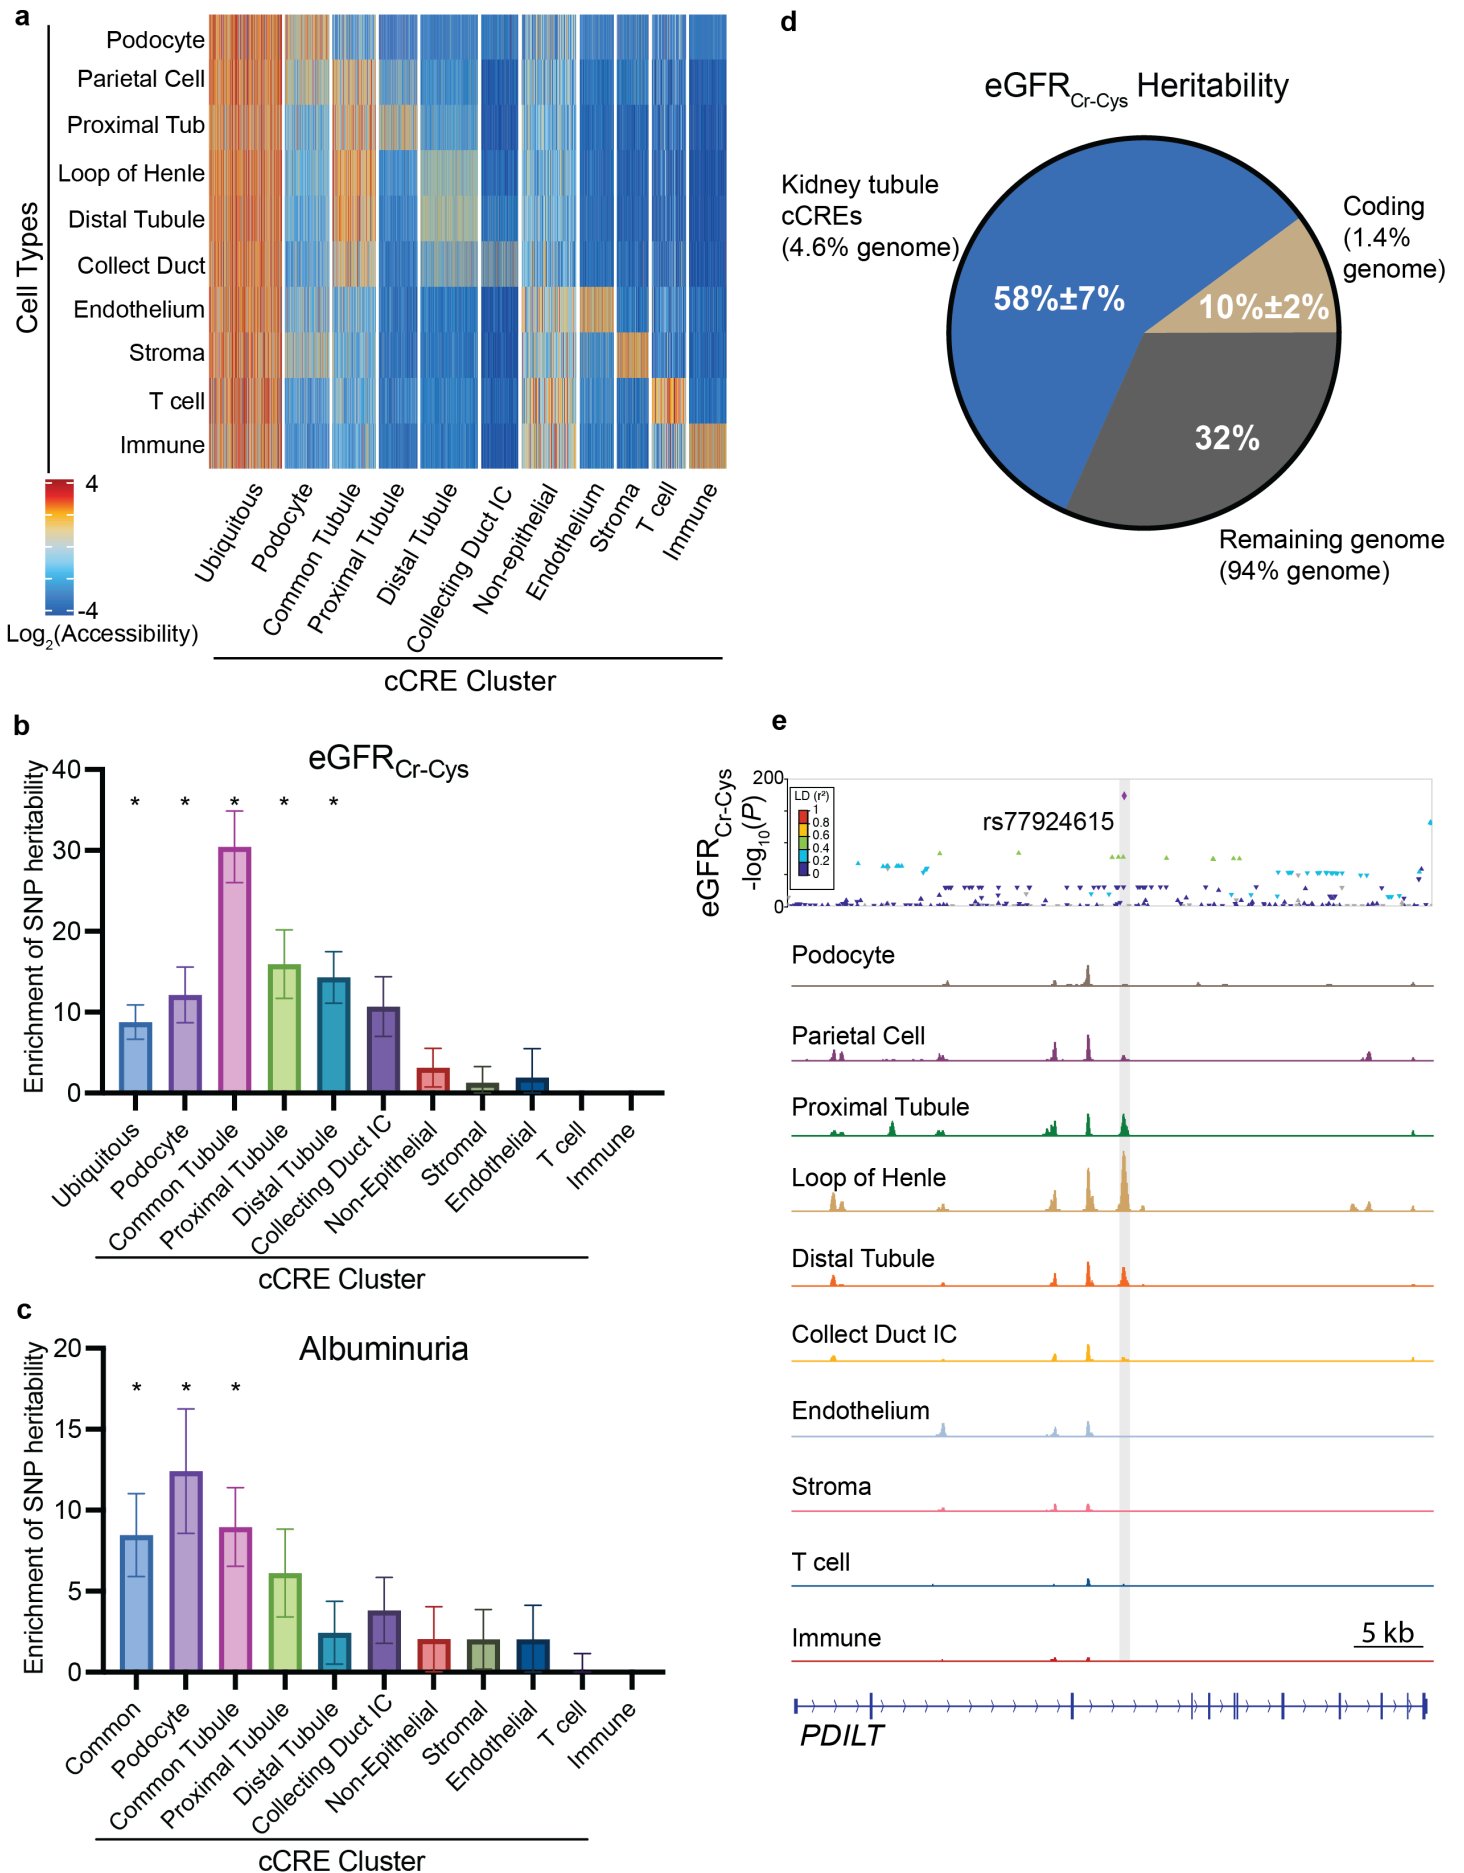 a
Cell Types
Podocyte
Parietal Cell
Proximal Tub
Loop of Henle
Distal Tubule
Collect Duct
Endothelium
Stroma
T cell
Immune
4
-4
Log2(Accessibility)
Ubiquitous
Podocyte
Common Tubule
Proximal Tubule
Distal Tubule
Collecting Duct IC
Non-epithelial
Endothelium
Stroma
T cell
Immune
cCRE Cluster
b
eGFRCr-Cys
Enrichment of SNP heritability
40
30
20
10
0
* * * * *
Ubiquitous
Podocyte
Common Tubule
Proximal Tubule
Distal Tubule
Collecting Duct IC
Non-Epithelial
Stromal
Endothelial
T cell
Immune
cCRE Cluster
c
Albuminuria
Enrichment of SNP heritability
20
15
10
5
0
* * *
Common
Podocyte
Common Tubule
Proximal Tubule
Distal Tubule
Collecting Duct IC
Non-Epithelial
Stromal
Endothelial
T cell
Immune
cCRE Cluster
d
eGFRCr-Cys Heritability
Kidney tubule
cCREs
(4.6% genome)
58%±7%
Coding
(1.4%
genome)
10%±2%
32%
Remaining genome
(94% genome)
e
eGFRCr-Cys
-log10(P)
200
0
LD (r²)
1
0.8
0.6
0.4
0.2
0
rs77924615
Podocyte
Parietal Cell
Proximal Tubule
Loop of Henle
Distal Tubule
Collect Duct IC
Endothelium
Stroma
T cell
Immune
5 kb
PDILT